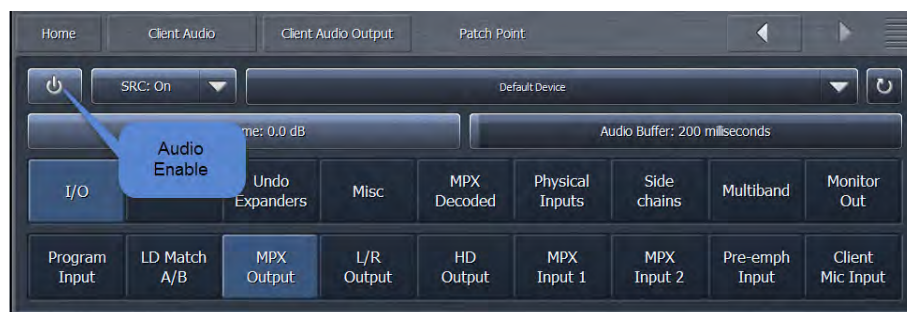 Home Client Audio Client Audio Output Patch Point
SRC: On Default Device
me: 0.0 dB Audio Buffer: 200 milliseconds
Audio
Enable
I/O Undo Expanders Misc MPX Decoded Physical Inputs Side chains Multiband Monitor Out
Program Input LD Match A/B MPX Output L/R Output HD Output MPX Input 1 MPX Input 2 Pre-emph Input Client Mic Input